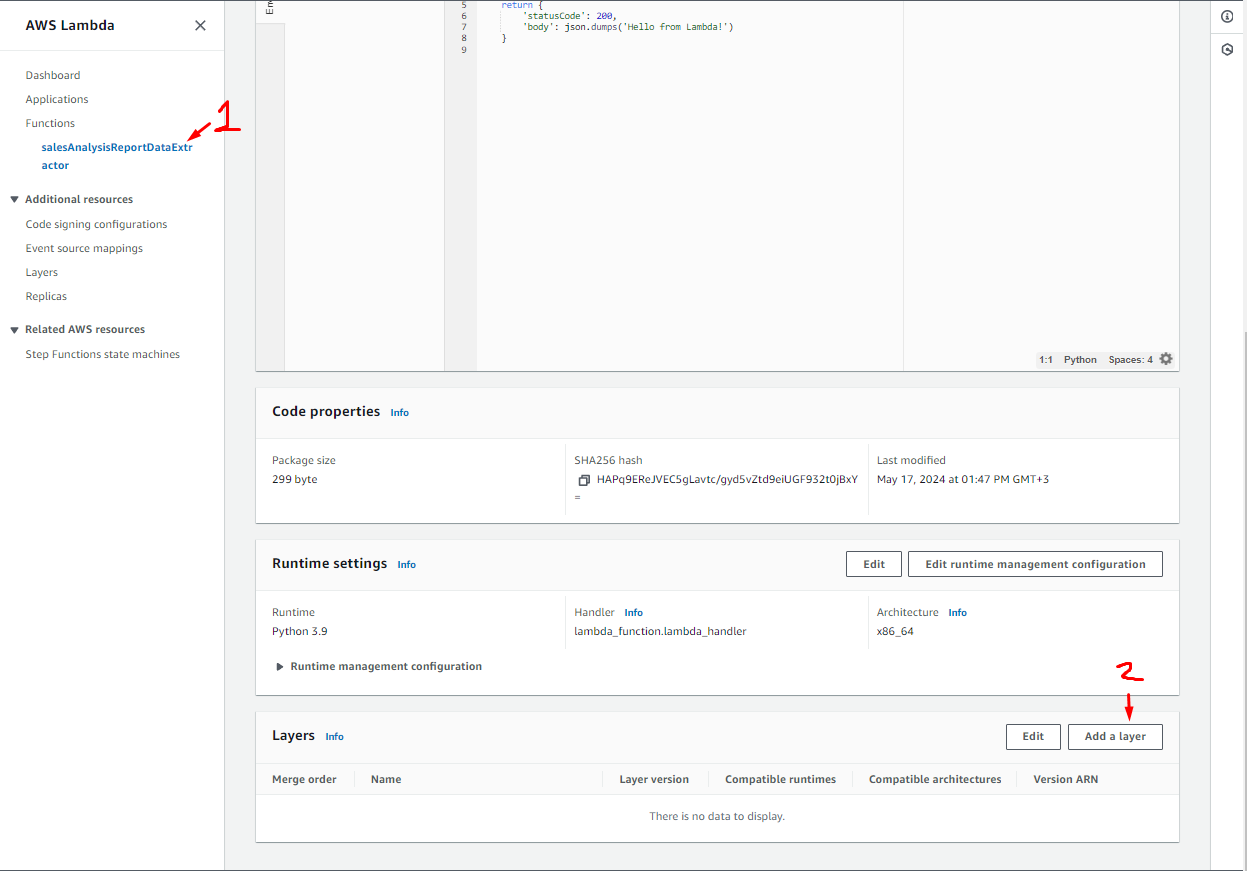 AWS Lambda
Dashboard
Applications
Functions
salesAnalysisReportDataExtr
actor
1
Additional resources
Code signing configurations
Event source mappings
Layers
Replicas
Related AWS resources
Step Functions state machines
5 return {
6 'statusCode': 200,
7 'body': json.dumps('Hello from Lambda!')
8 }
9
1:1 Python Spaces: 4
Code properties Info
Package size
299 byte
SHA256 hash
HAPq9EReJVEC5gLavtc/gyd5vZtd9eiUGF932t0jBxY
=
Last modified
May 17, 2024 at 01:47 PM GMT+3
Runtime settings Info
Edit
Edit runtime management configuration
Runtime
Python 3.9
Handler Info
lambda_function.lambda_handler
Architecture Info
x86_64
Runtime management configuration
2
Layers Info
Edit
Add a layer
Merge order Name Layer version Compatible runtimes Compatible architectures Version ARN
There is no data to display.